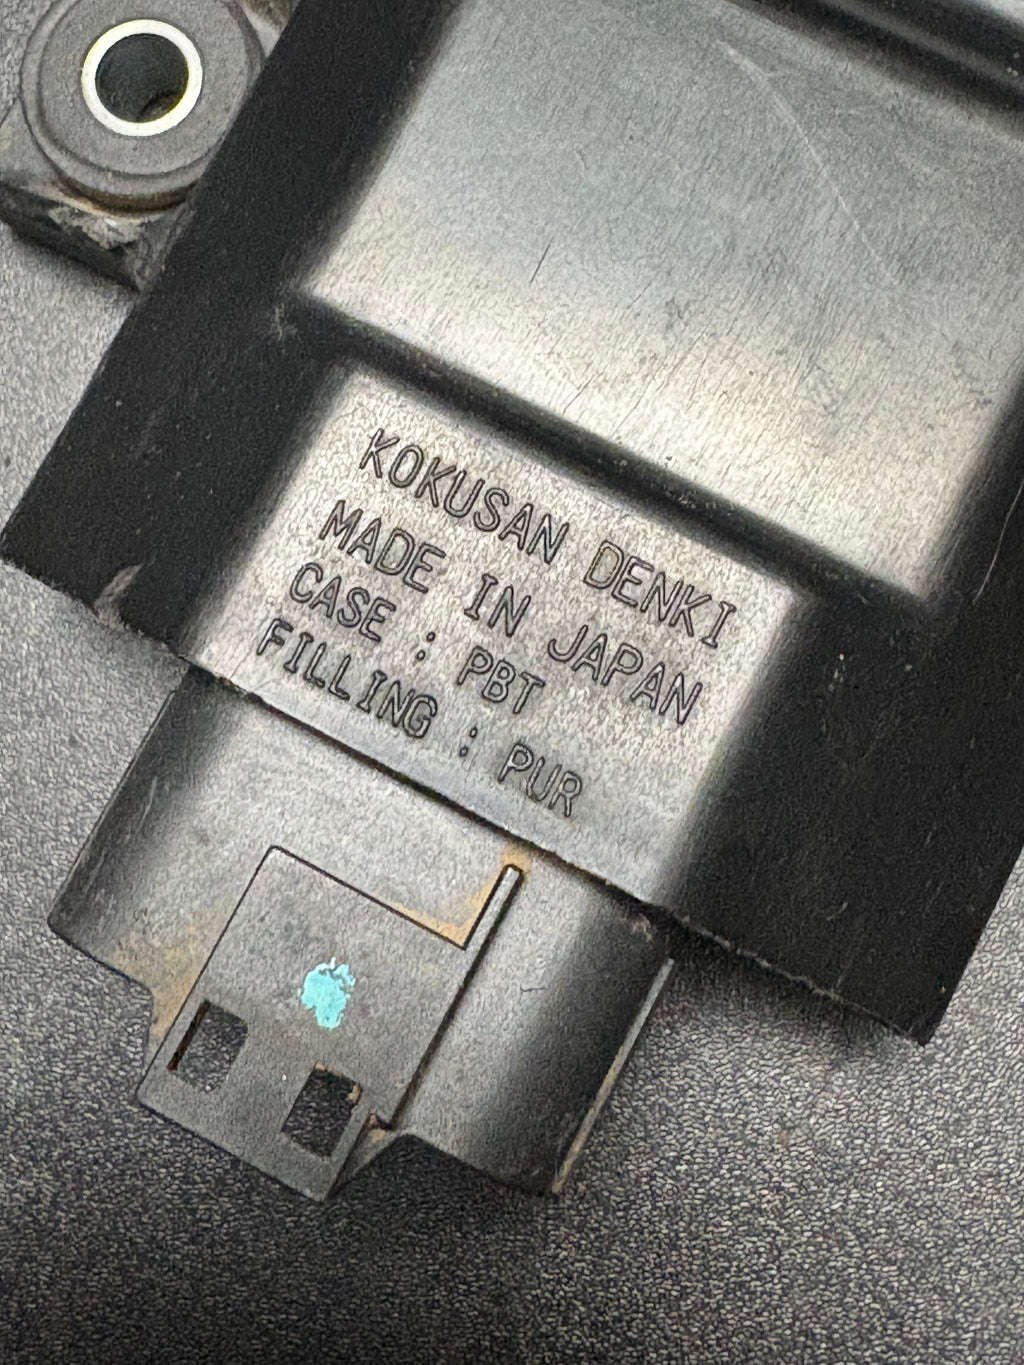 KOKUSAN DENKI
MADE IN JAPAN
CASE : PBT
FILLING : PUR